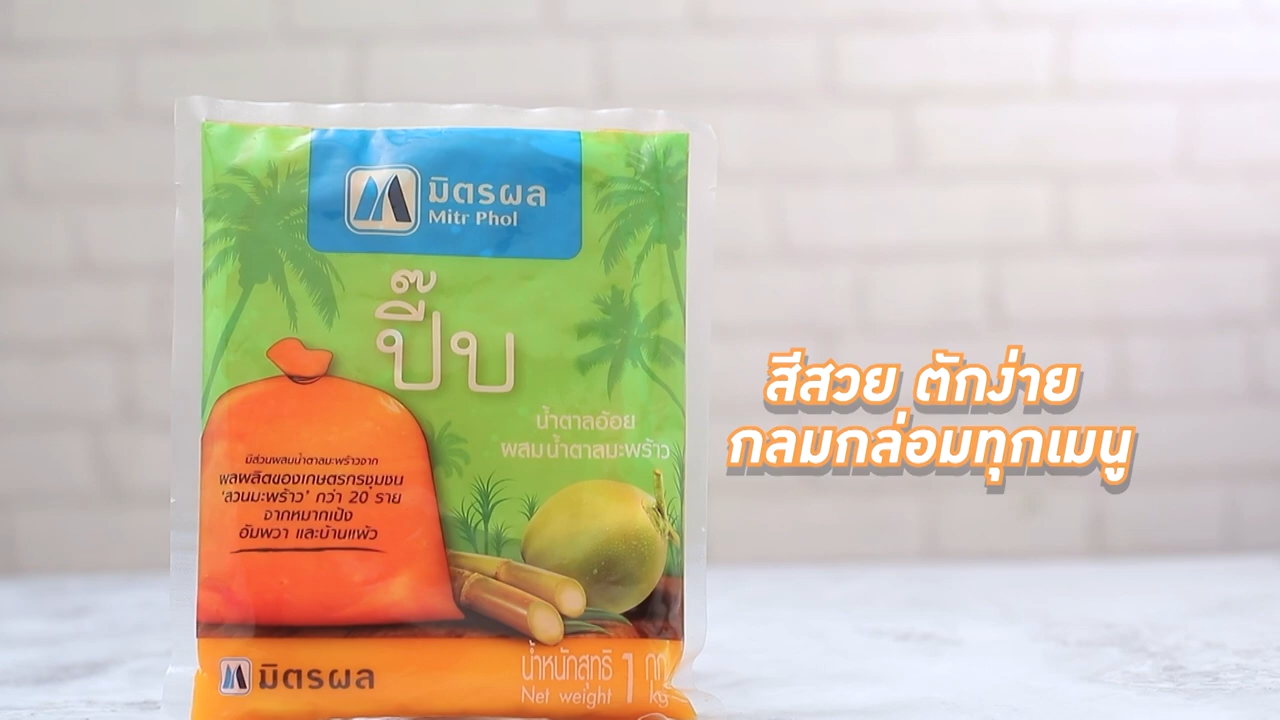 มิตรผล
Mitr Phol
ปี๊บ
น้ำตาลอ้อย
ผสมน้ำตาลมะพร้าว
มีส่วนผสมน้ำตาลมะพร้าวจาก
ผลผลิตของเกษตรกรชุมชน
‘สวนมะพร้าว’ กว่า 20 ราย
จากหมากเป้ง
อัมพวา และบ้านแพ้ว
มิตรผล
น้ำหนักสุทธิ 1 กก
Net weight kg
สีสวย ตักง่าย
กลมกล่อมทุกเมนู